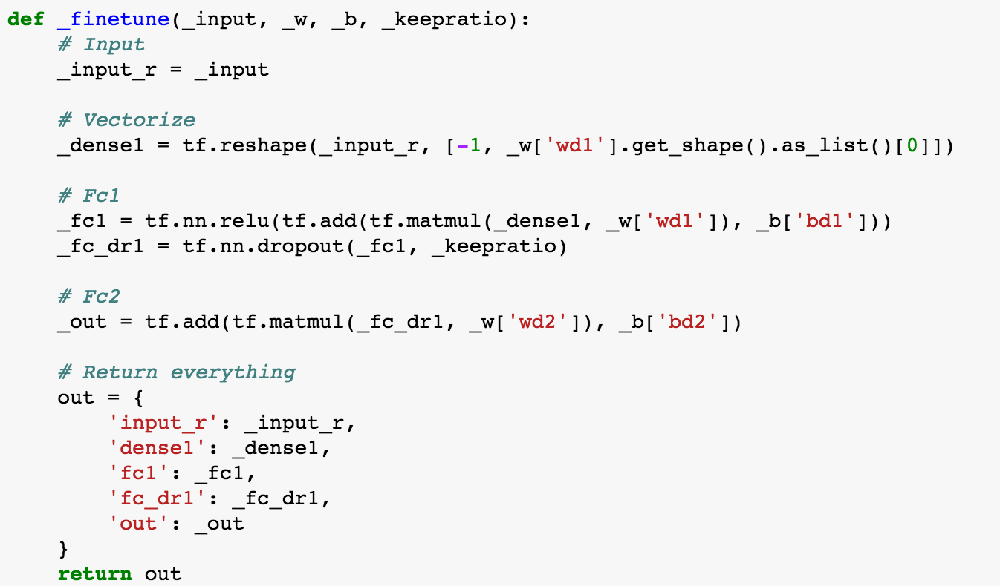 def _finetune(_input, _w, _b, _keepratio):
    # Input
    _input_r = _input

    # Vectorize
    _dense1 = tf.reshape(_input_r, [-1, _w['wd1'].get_shape().as_list()[0]])

    # Fc1
    _fc1 = tf.nn.relu(tf.add(tf.matmul(_dense1, _w['wd1']), _b['bd1']))
    _fc_dr1 = tf.nn.dropout(_fc1, _keepratio)

    # Fc2
    _out = tf.add(tf.matmul(_fc_dr1, _w['wd2']), _b['bd2'])

    # Return everything
    out = {
        'input_r': _input_r,
        'dense1': _dense1,
        'fc1': _fc1,
        'fc_dr1': _fc_dr1,
        'out': _out
    }
    return out